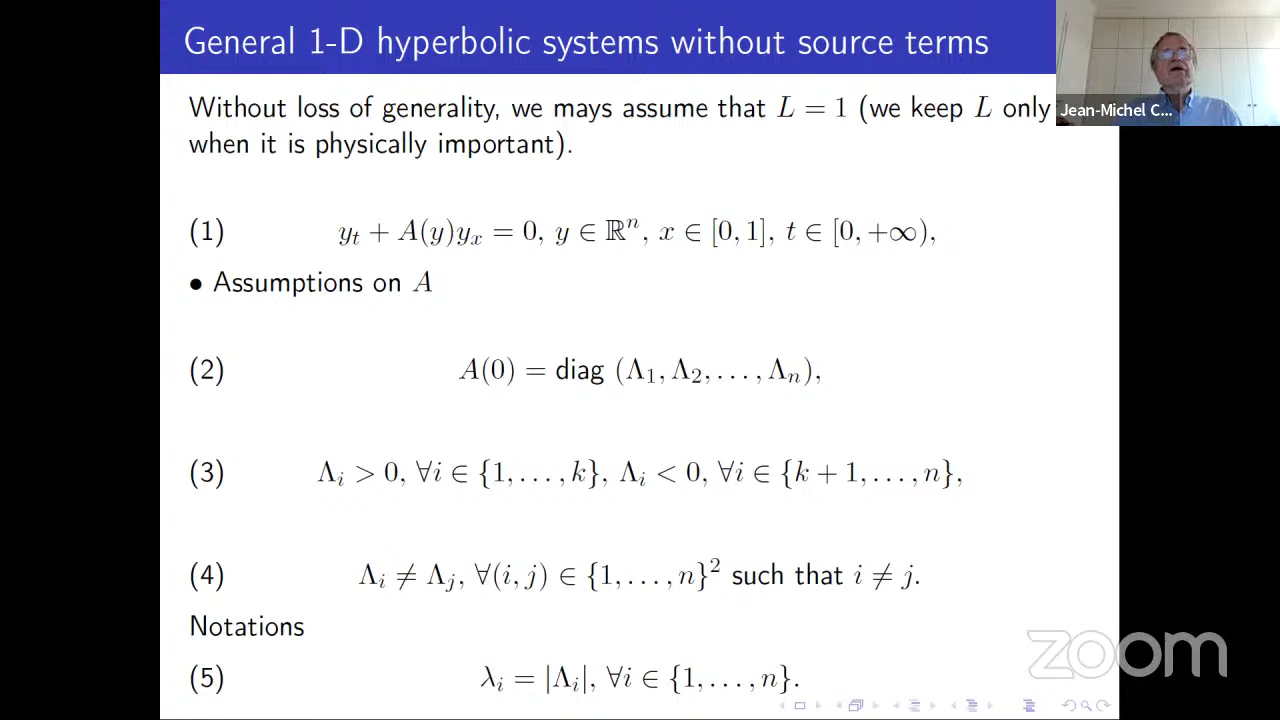 General 1-D hyperbolic systems without source terms
Without loss of generality, we mays assume that L = 1 (we keep L only
when it is physically important).
(1) y_t + A(y)y_x = 0, y ∈ ℝ^n, x ∈ [0, 1], t ∈ [0, +∞),
• Assumptions on A
(2) A(0) = diag (Λ_1, Λ_2, . . . , Λ_n),
(3) Λ_i > 0, ∀i ∈ {1, . . . , k}, Λ_i < 0, ∀i ∈ {k + 1, . . . , n},
(4) Λ_i ≠ Λ_j, ∀(i, j) ∈ {1, . . . , n}^2 such that i ≠ j.
Notations
(5) λ_i = |Λ_i|, ∀i ∈ {1, . . . , n}.
Jean-Michel C...
zoom